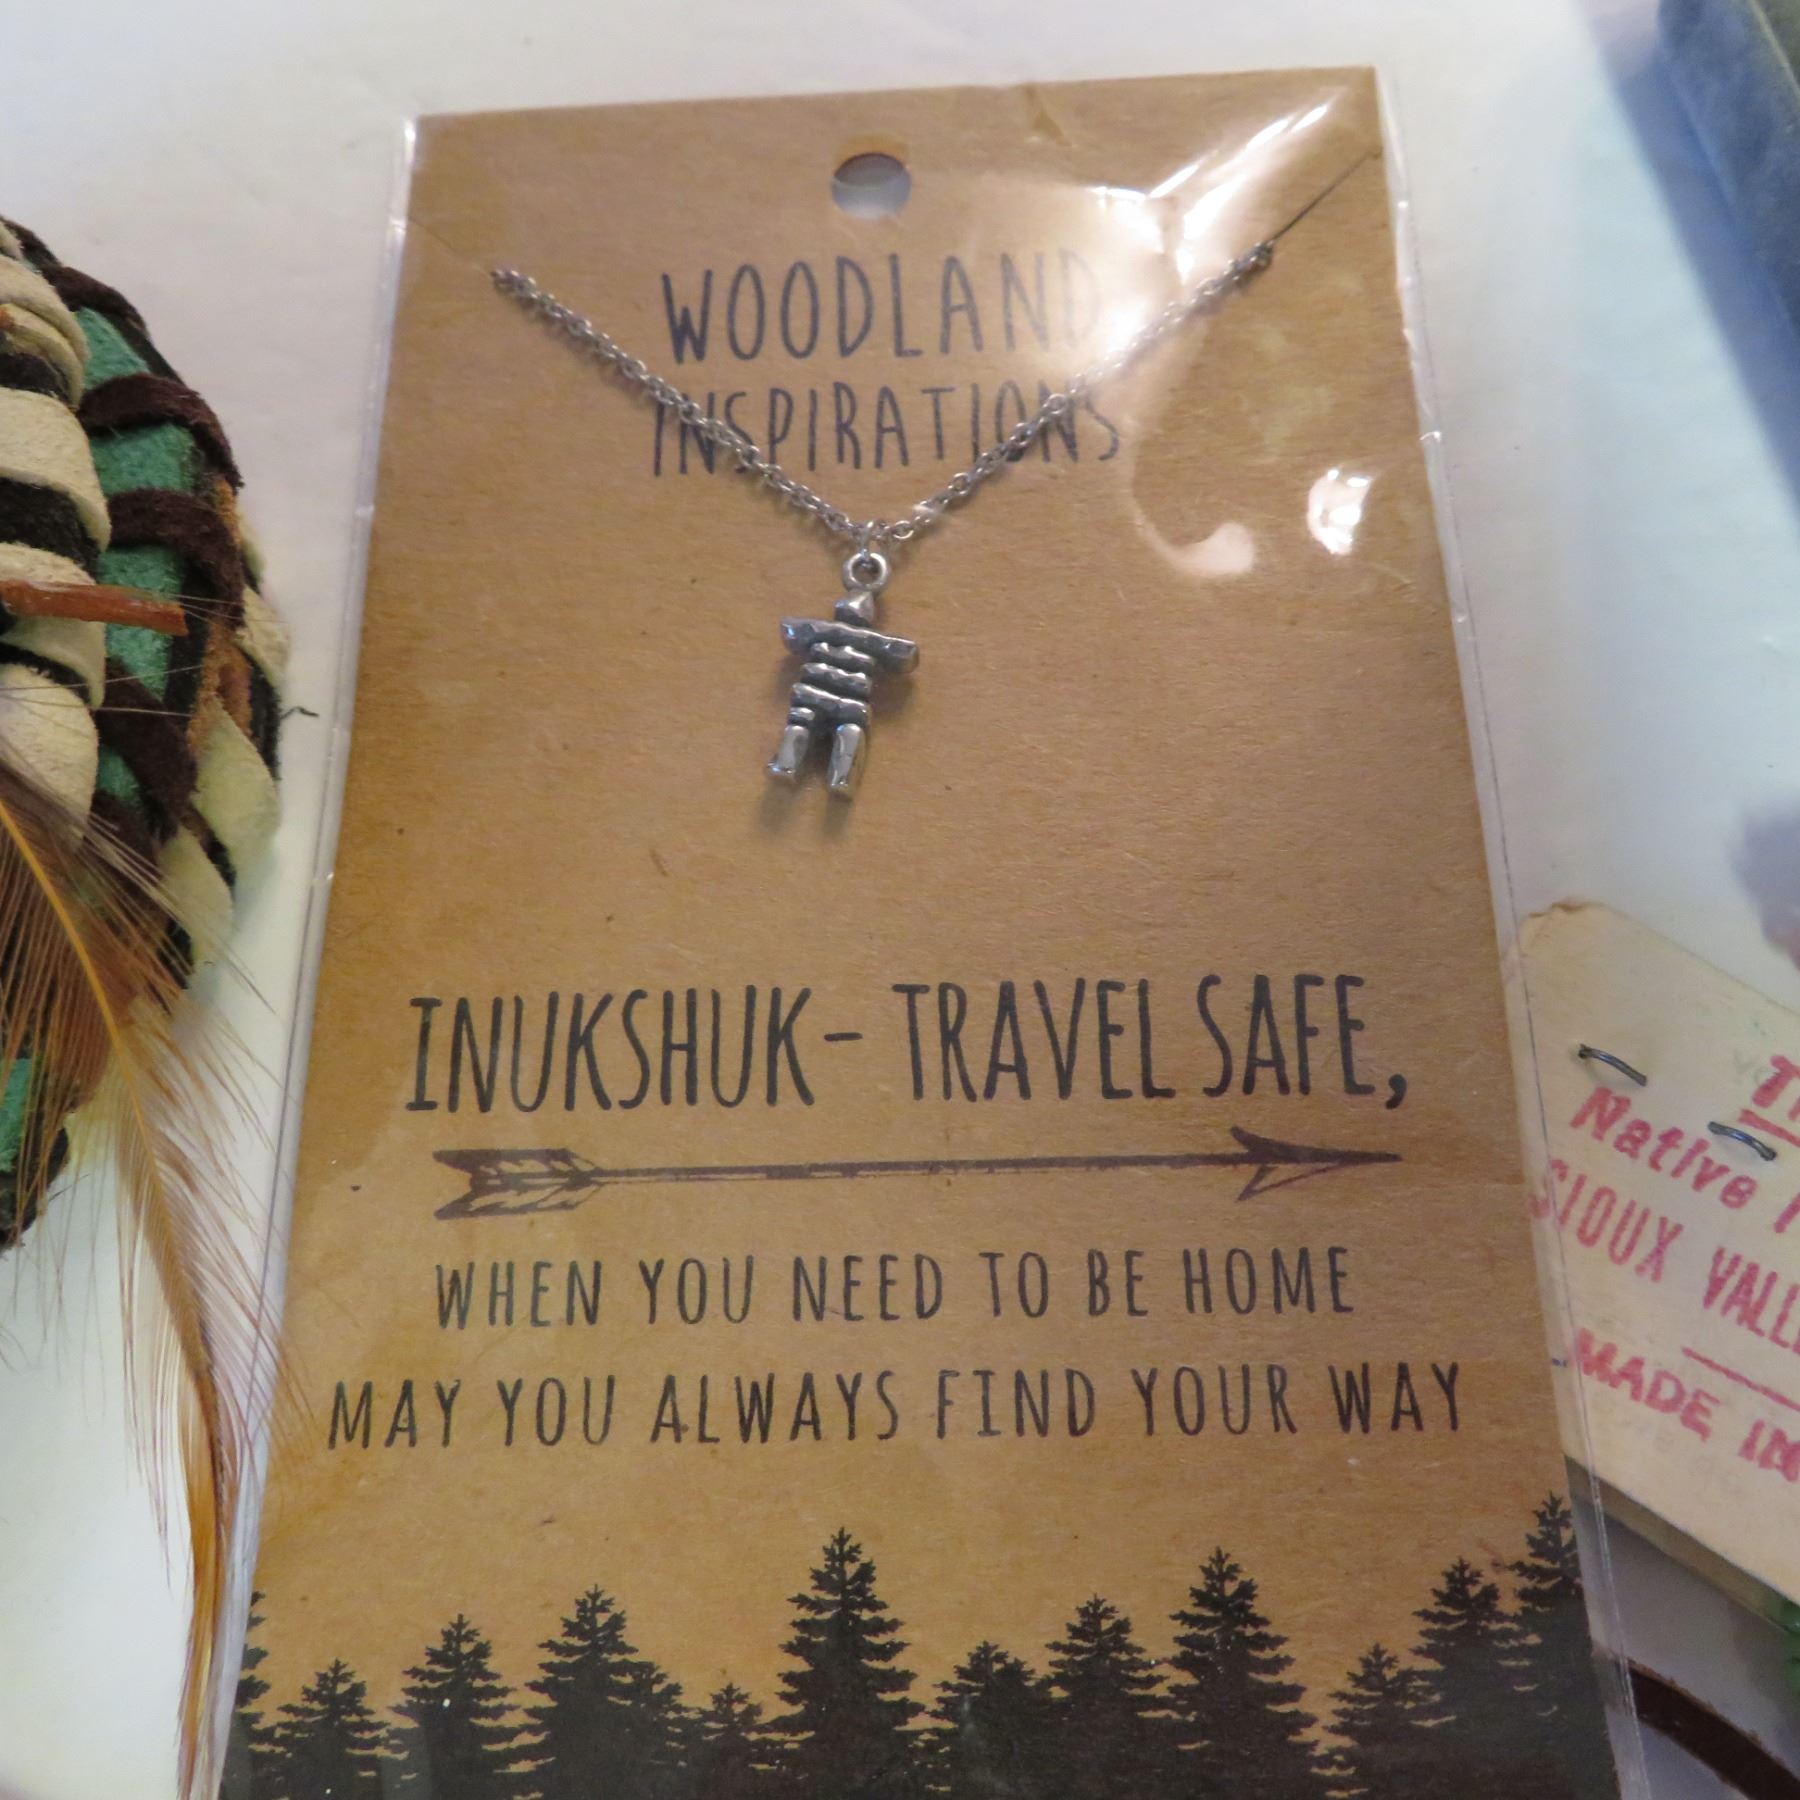 WOODLAND
INSPIRATIONS
INUKSHUK- TRAVEL SAFE,
WHEN YOU NEED TO BE HOME
MAY YOU ALWAYS FIND YOUR WAY
Native
SIOUX
MADE IN